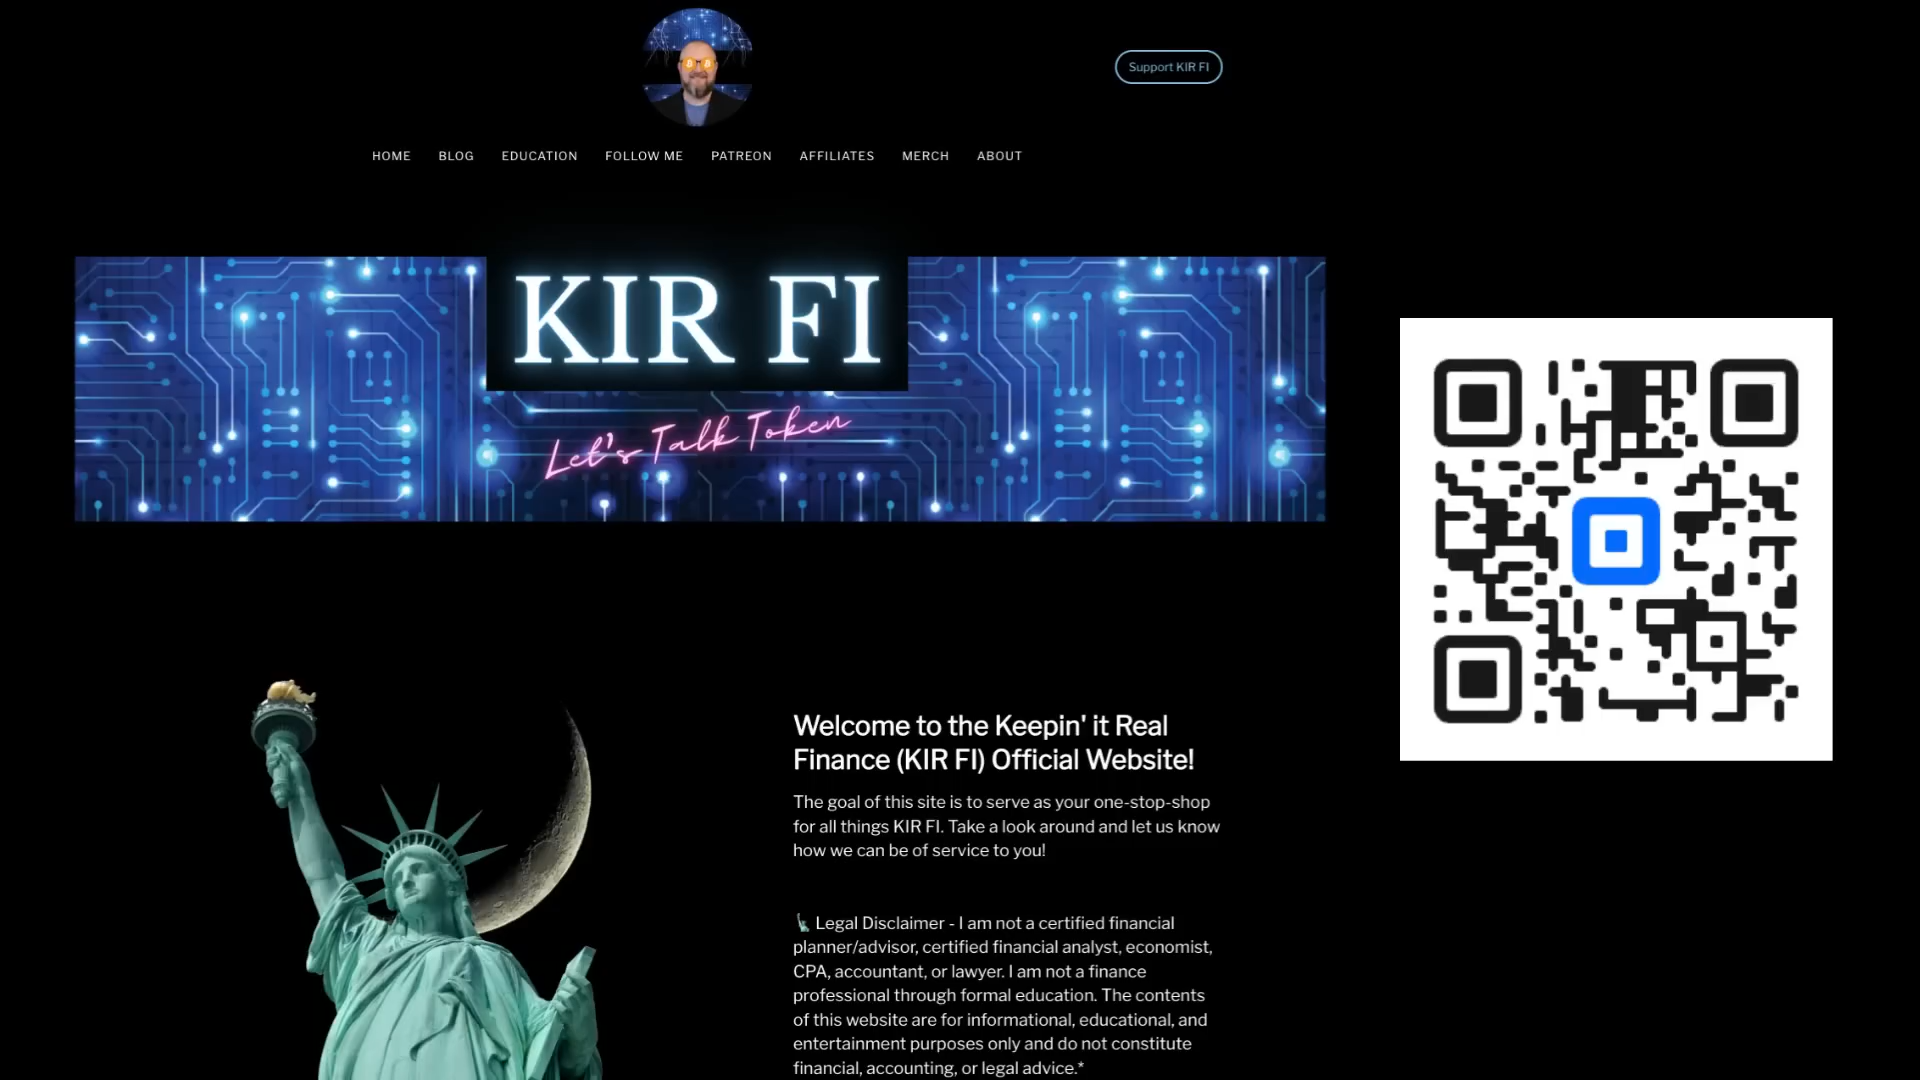 Support KIR FI
HOME BLOG EDUCATION FOLLOW ME PATREON AFFILIATES MERCH ABOUT
KIR FI
Let's Talk Token
Welcome to the Keepin' it Real
Finance (KIR FI) Official Website!
The goal of this site is to serve as your one-stop-shop
for all things KIR FI. Take a look around and let us know
how we can be of service to you!
🗽 Legal Disclaimer - I am not a certified financial
planner/advisor, certified financial analyst, economist,
CPA, accountant, or lawyer. I am not a finance
professional through formal education. The contents
of this website are for informational, educational, and
entertainment purposes only and do not constitute
financial, accounting, or legal advice.*